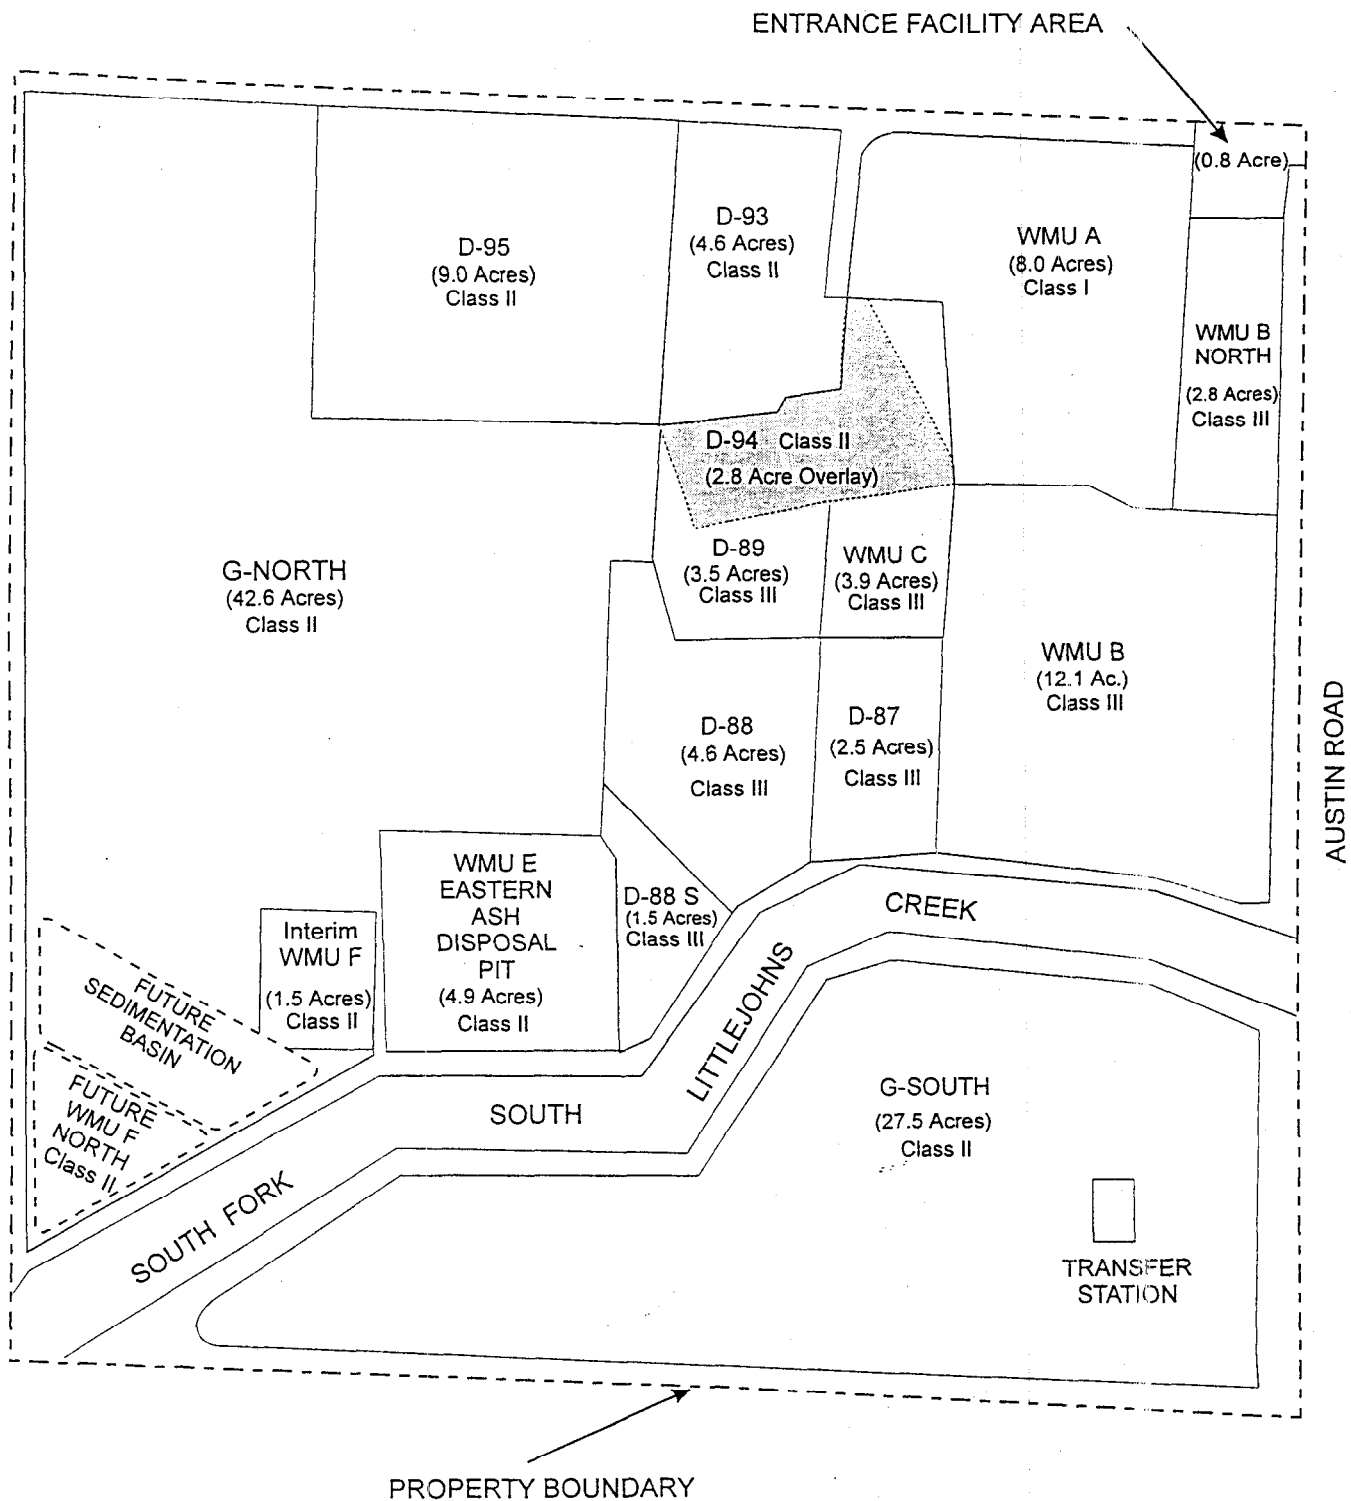 ENTRANCE FACILITY AREA
(0.8 Acre)
D-93
(4.6 Acres)
Class II
D-95
(9.0 Acres)
Class II
WMU A
(8.0 Acres)
Class I
WMU B
NORTH
(2.8 Acres)
Class III
D-94 Class II
(2.8 Acre Overlay)
D-89
(3.5 Acres)
Class III
WMU C
(3.9 Acres)
Class III
G-NORTH
(42.6 Acres)
Class II
WMU B
(12.1 Ac.)
Class III
D-88
(4.6 Acres)
Class III
D-87
(2.5 Acres)
Class III
AUSTIN ROAD
WMU E
EASTERN
ASH
DISPOSAL
PIT
(4.9 Acres)
Class II
D-88 S
(1.5 Acres)
Class III
Interim
WMU F
(1.5 Acres)
Class II
FUTURE
SEDIMENTATION
BASIN
FUTURE
WMU F
NORTH
Class II
SOUTH FORK
SOUTH
LITTLEJOHNS
CREEK
G-SOUTH
(27.5 Acres)
Class II
TRANSFER
STATION
PROPERTY BOUNDARY